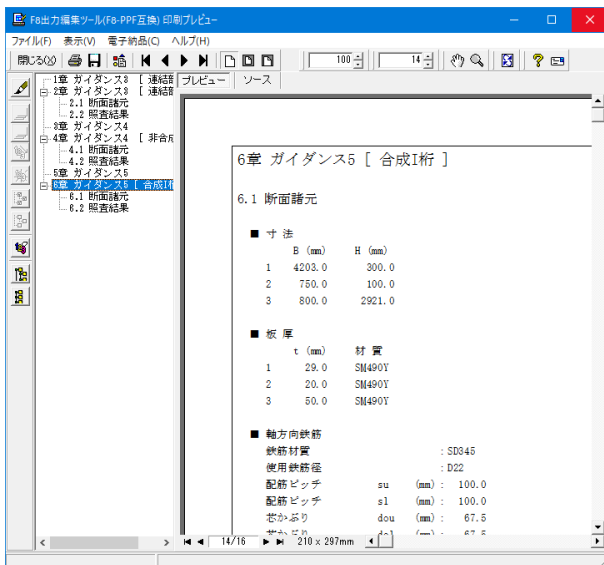 F8出力編集ツール(F8-PPF互換) 印刷プレビュー
ファイル(F) 表示(V) 電子納品(C) ヘルプ(H)
閉じる(X) 100 14
プレビュー ソース
1章 ガイダンス3 [ 連結部
2章 ガイダンス3 [ 連結部
2.1 断面諸元
2.2 照査結果
3章 ガイダンス4
4章 ガイダンス4 [ 非合成
4.1 断面諸元
4.2 照査結果
5章 ガイダンス5
6章 ガイダンス5 [ 合成I桁
6.1 断面諸元
6.2 照査結果
6章 ガイダンス5 [ 合成I桁 ]
6.1 断面諸元
■ 寸 法
B (mm) H (mm)
1 4203.0 300.0
2 750.0 100.0
3 800.0 2921.0
■ 板 厚
t (mm) 材 質
1 29.0 SM490Y
2 20.0 SM490Y
3 50.0 SM490Y
■ 軸方向鉄筋
鉄筋材質 : SD345
使用鉄筋径 : D22
配筋ピッチ su (mm) : 100.0
配筋ピッチ sl (mm) : 100.0
芯かぶり dou (mm) : 67.5
14/16 210 x 297mm